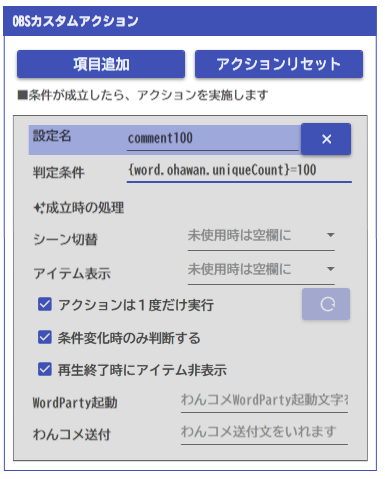 OBSカスタムアクション
項目追加 アクションリセット
■条件が成立したら、アクションを実施します
設定名 comment100 ×
判定条件 {word.ohawan.uniqueCount}=100
成立時の処理
シーン切替 未使用時は空欄に
アイテム表示 未使用時は空欄に
アクションは１度だけ実行
条件変化時のみ判断する
再生終了時にアイテム非表示
WordParty起動 わんコメWordParty起動文字
わんコメ送付 わんコメ送付文をいれます